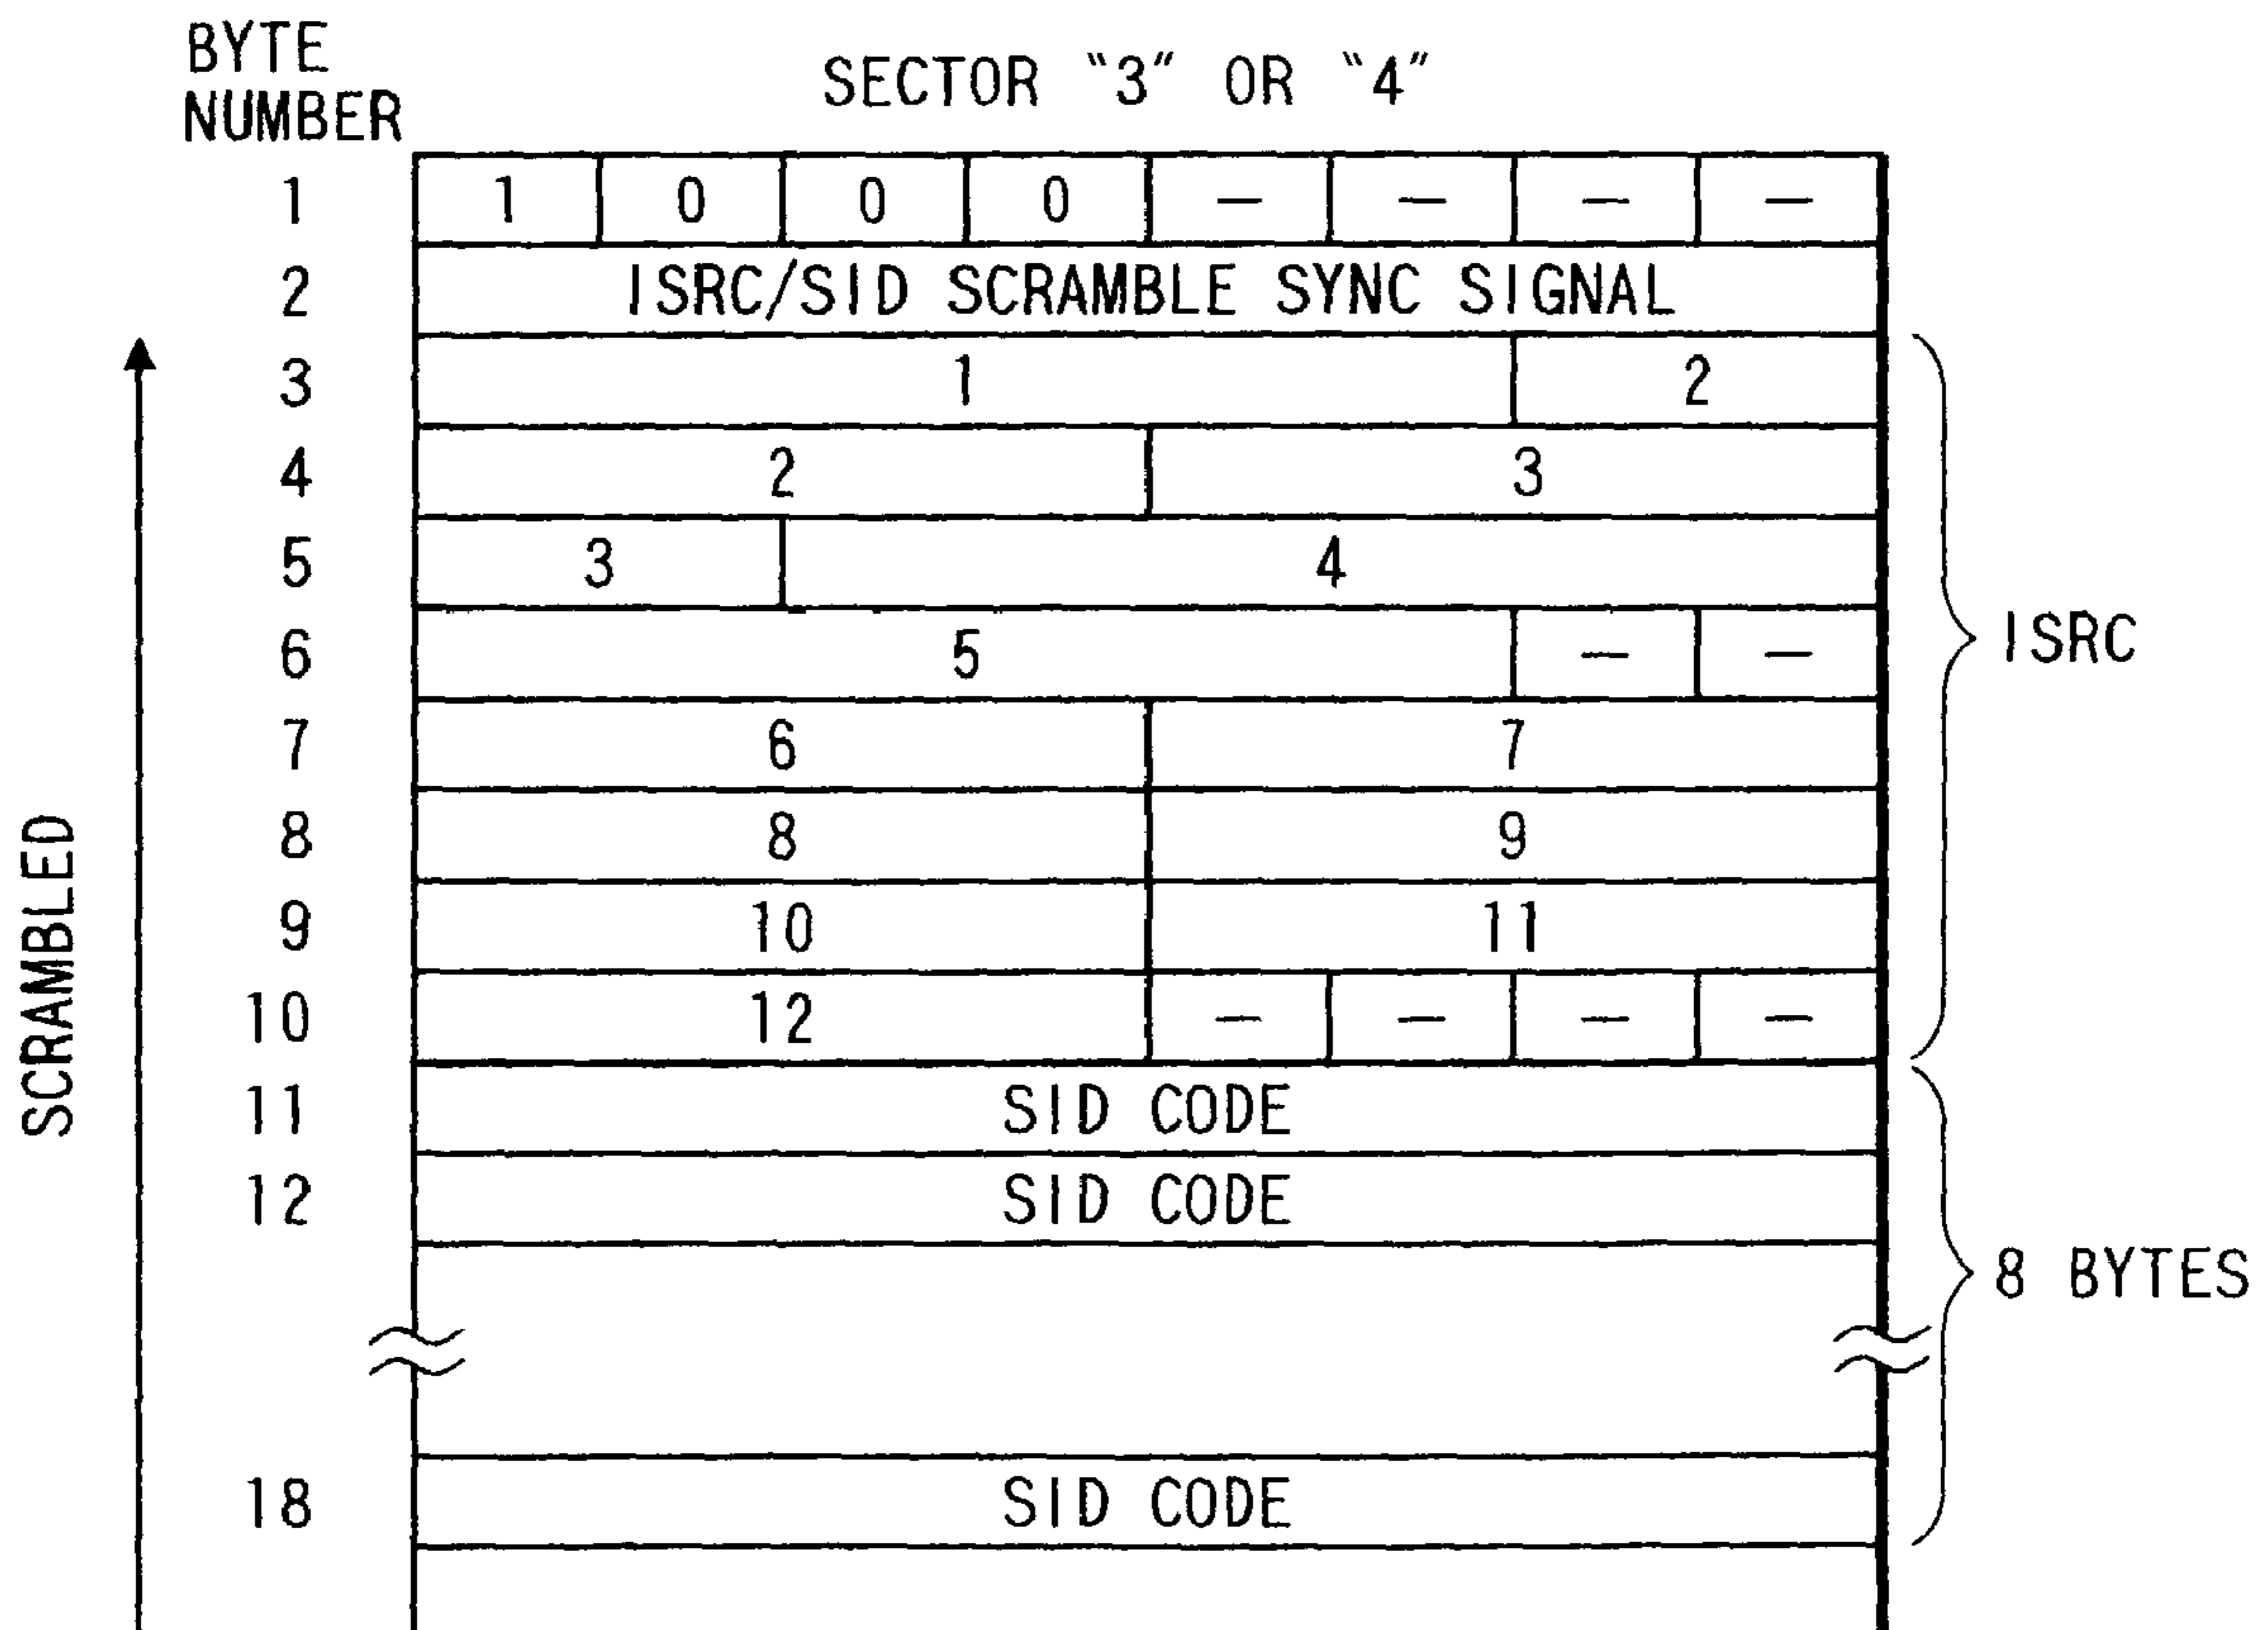 BYTE
NUMBER
SECTOR "3" OR "4"
1 1 0 0 0 — — — —
2 ISRC/SID SCRAMBLE SYNC SIGNAL
3 1 2
4 2 3
5 3 4
6 5 — —
7 6 7
8 8 9
9 10 11
10 12 — — — —
11 SID CODE
12 SID CODE
18 SID CODE
SCRAMBLED
ISRC
8 BYTES